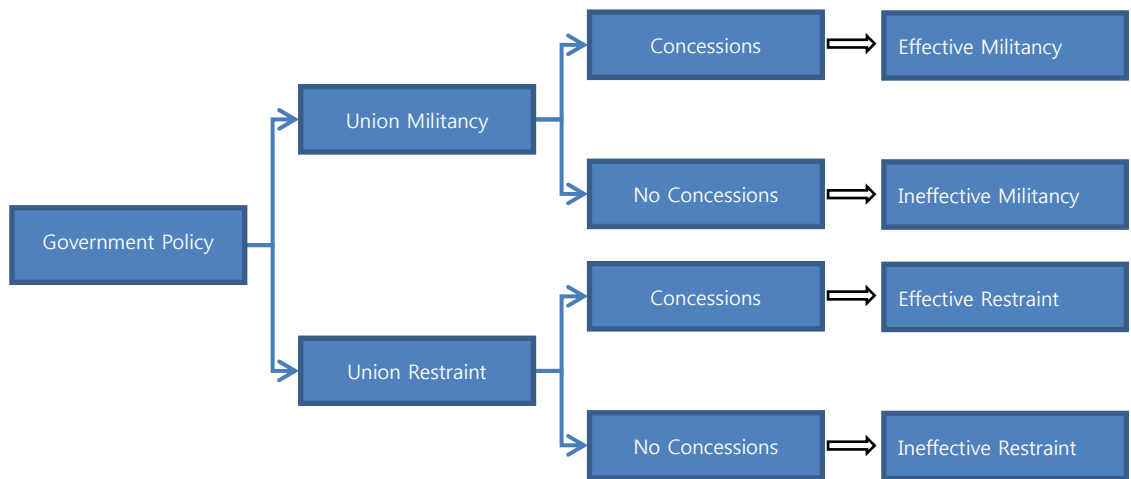 Concessions
Effective Militancy
Union Militancy
No Concessions
Ineffective Militancy
Government Policy
Concessions
Effective Restraint
Union Restraint
No Concessions
Ineffective Restraint